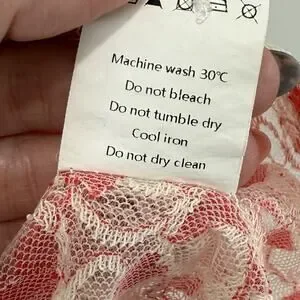 Machine wash 30℃
Do not bleach
Do not tumble dry
Cool iron
Do not dry clean